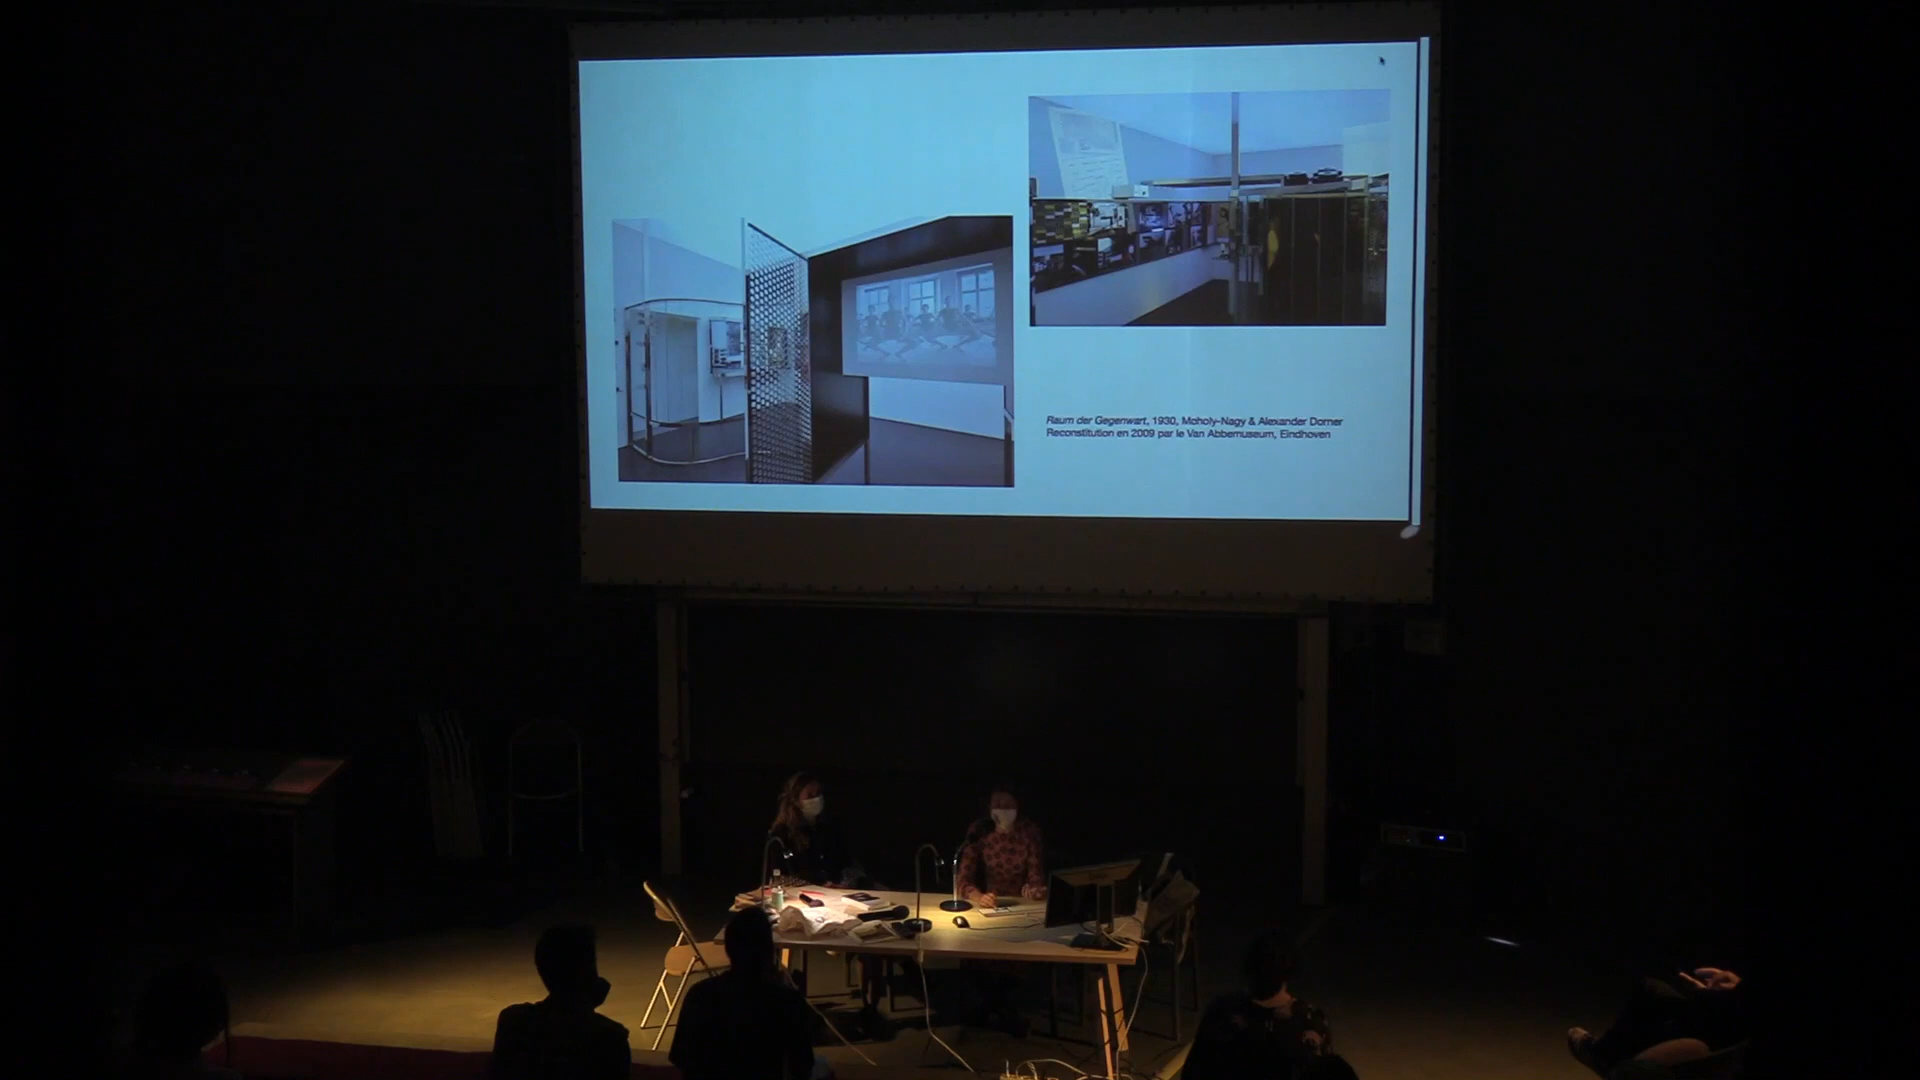 Raum der Gegenwart, 1930, Moholy-Nagy & Alexander Dorner
Reconstitution en 2009 par le Van Abbemuseum, Eindhoven